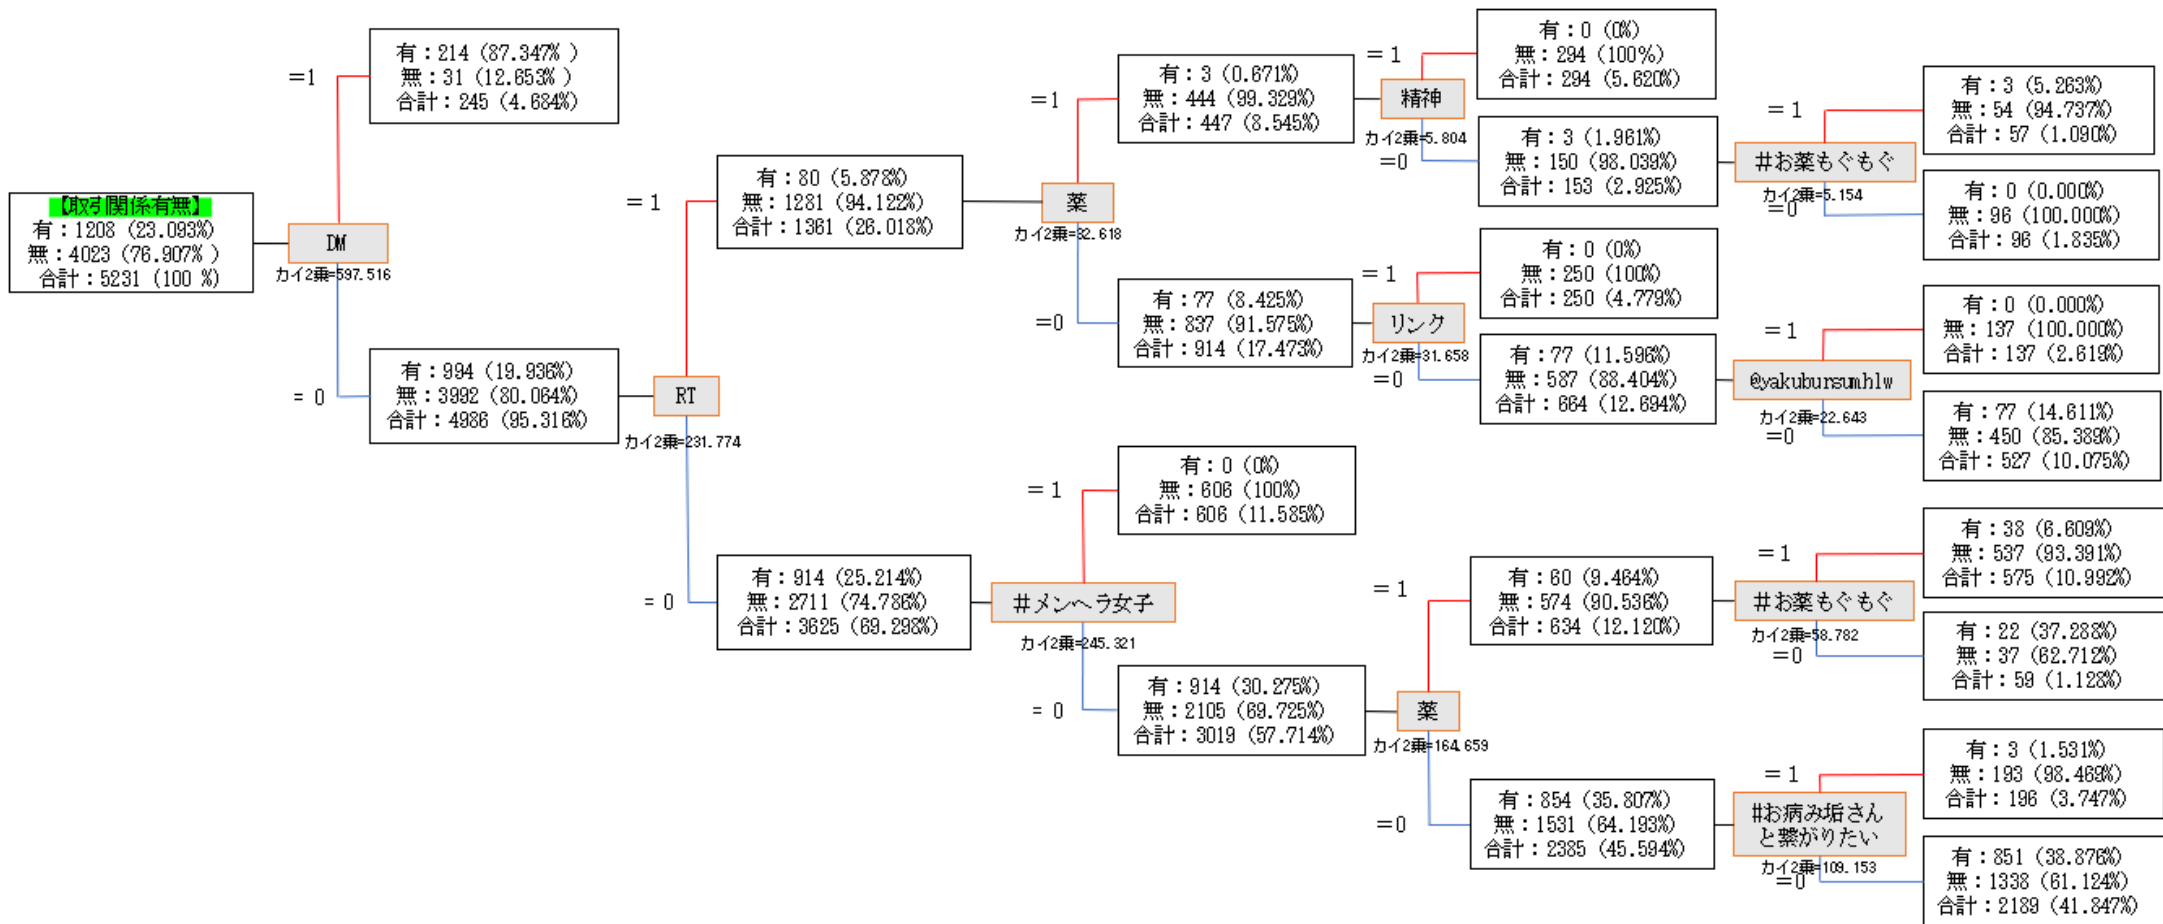 【取引関係有無】
有：1208 (23.093%)
無：4023 (76.907% )
合計：5231 (100 %)
DM
カイ2乗=597.516
=1
有：214 (87.347% )
無：31 (12.653% )
合計：245 (4.684%)
= 0
有：994 (19.936%)
無：3992 (80.064%)
合計：4986 (95.316%)
RT
カイ2乗=231.774
= 1
有：80 (5.878%)
無：1281 (94.122%)
合計：1361 (26.018%)
= 0
有：914 (25.214%)
無：2711 (74.786%)
合計：3625 (69.298%)
薬
カイ2乗=32.618
=1
有：3 (0.671%)
無：444 (99.329%)
合計：447 (8.545%)
=0
有：77 (8.425%)
無：837 (91.575%)
合計：914 (17.473%)
#メンヘラ女子
カイ2乗=245.321
= 1
有：0 (0%)
無：606 (100%)
合計：606 (11.585%)
= 0
有：914 (30.275%)
無：2105 (69.725%)
合計：3019 (57.714%)
精神
カイ2乗=5.804
= 1
有：0 (0%)
無：294 (100%)
合計：294 (5.620%)
=0
有：3 (1.961%)
無：150 (98.039%)
合計：153 (2.925%)
リンク
カイ2乗=31.658
= 1
有：0 (0%)
無：250 (100%)
合計：250 (4.779%)
=0
有：77 (11.596%)
無：587 (88.404%)
合計：664 (12.694%)
薬
カイ2乗=164.659
= 1
有：60 (9.464%)
無：574 (90.536%)
合計：634 (12.120%)
=0
有：854 (35.807%)
無：1531 (64.193%)
合計：2385 (45.594%)
#お薬もぐもぐ
カイ2乗=5.154
= 1
有：3 (5.263%)
無：54 (94.737%)
合計：57 (1.090%)
=0
有：0 (0.000%)
無：96 (100.000%)
合計：96 (1.835%)
@yakubursumhlw
カイ2乗=22.643
= 1
有：0 (0.000%)
無：137 (100.000%)
合計：137 (2.619%)
=0
有：77 (14.611%)
無：450 (85.389%)
合計：527 (10.075%)
#お薬もぐもぐ
カイ2乗=58.782
= 1
有：38 (6.609%)
無：537 (93.391%)
合計：575 (10.992%)
=0
有：22 (37.288%)
無：37 (62.712%)
合計：59 (1.128%)
#お病み垢さん
と繋がりたい
カイ2乗=109.153
= 1
有：3 (1.531%)
無：193 (98.469%)
合計：196 (3.747%)
=0
有：851 (38.876%)
無：1338 (61.124%)
合計：2189 (41.847%)